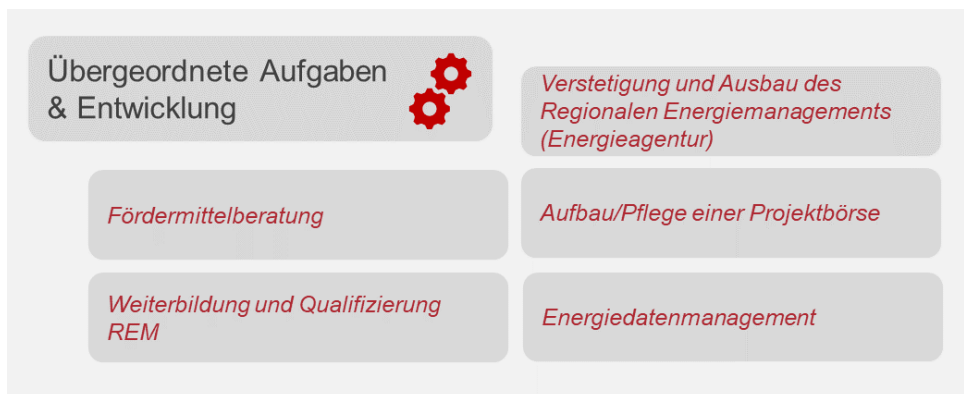 Übergeordnete Aufgaben
& Entwicklung
Verstetigung und Ausbau des
Regionalen Energiemanagements
(Energieagentur)
Fördermittelberatung
Aufbau/Pflege einer Projektbörse
Weiterbildung und Qualifizierung
REM
Energiedatenmanagement